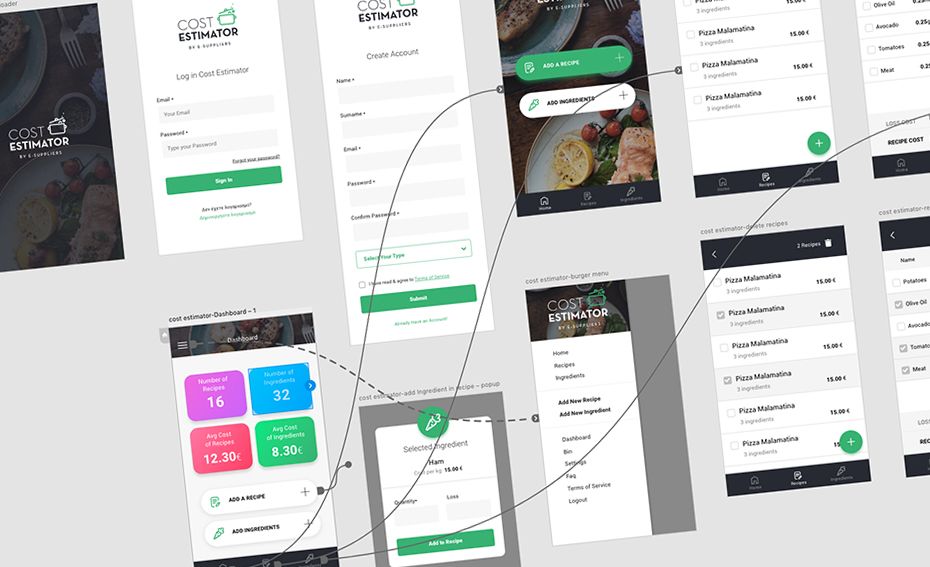 oader
COST
ESTIMATOR
BY E-SUPPLIERS
COST
ESTIMATOR
BY E-SUPPLIERS
Log in Cost Estimator
Email *
Your Email
Password *
Type your Password
Forgot your password?
Sign In
Δεν έχετε λογαριασμό?
Δημιουργήστε λογαριασμό
COST
ESTIMATOR
BY E-SUPPLIERS
Create Account
Name *
Surname *
Email *
Password *
Confirm Password *
Select Your Type
I have read & agree to Terms of Service
Submit
Already have an Account?
ADD A RECIPE
ADD INGREDIENTS
Home
Recipes
Ingredients
3 ingredients
Pizza Malamatina
3 ingredients
15.00 €
Pizza Malamatina
3 ingredients
15.00 €
Pizza Malamatina
3 ingredients
15.00 €
Home
Recipes
Ingredients
Olive Oil
Avocado
0.25
Tomatoes
0.25
Meat
0.25
LOSS COST
RECIPE COST
Home
cost estimator-Dashboard – 1
Dashboard
Number of
Recipes
16
Number of
Ingredients
32
Avg Cost
of Recipes
12.30€
Avg Cost
of Ingredients
8.30€
ADD A RECIPE
ADD INGREDIENTS
cost estimator-add Ingredient in recipe – popup
Selected Ingredient
Ham
Cost per kg 15.00 €
Quantity*
Loss
Add to Recipe
cost estimator-burger menu
COST
ESTIMATOR
BY E-SUPPLIERS
Home
Recipes
Ingredients
Add New Recipe
Add New Ingredient
Dashboard
Bin
Settings
Faq
Terms of Service
Logout
cost estimator-delete recipes
2 Recipes
Pizza Malamatina
3 ingredients
15.00 €
Pizza Malamatina
3 ingredients
15.00 €
Pizza Malamatina
3 ingredients
15.00 €
Pizza Malamatina
3 ingredients
15.00 €
Pizza Malamatina
3 ingredients
15.00 €
Pizza Malamatina
3 ingredients
Home
Recipes
Ingredients
cost estimator-re
Name
Potatoes
Olive Oil
Avocado
Tomato
Meat
LOSS
RECIP